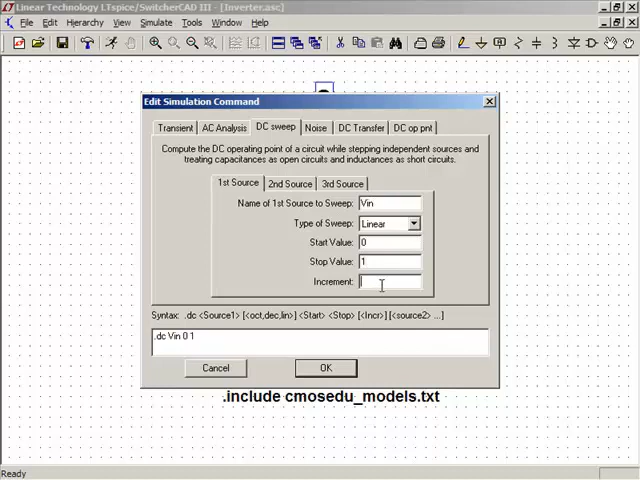 Linear Technology LTspice/SwitcherCAD III - [Inverter.asc]
File Edit Hierarchy View Simulate Tools Window Help
Edit Simulation Command
Transient AC Analysis DC sweep Noise DC Transfer DC op pnt
Compute the DC operating point of a circuit while stepping independent sources and
treating capacitances as open circuits and inductances as short circuits.
1st Source 2nd Source 3rd Source
Name of 1st Source to Sweep: Vin
Type of Sweep: Linear
Start Value: 0
Stop Value: 1
Increment:
Syntax: .dc <Source1> [<oct,dec,lin>] <Start> <Stop> [<Incr>] [<source2> ...]
.dc Vin 0 1
Cancel OK
.include cmosedu_models.txt
Ready